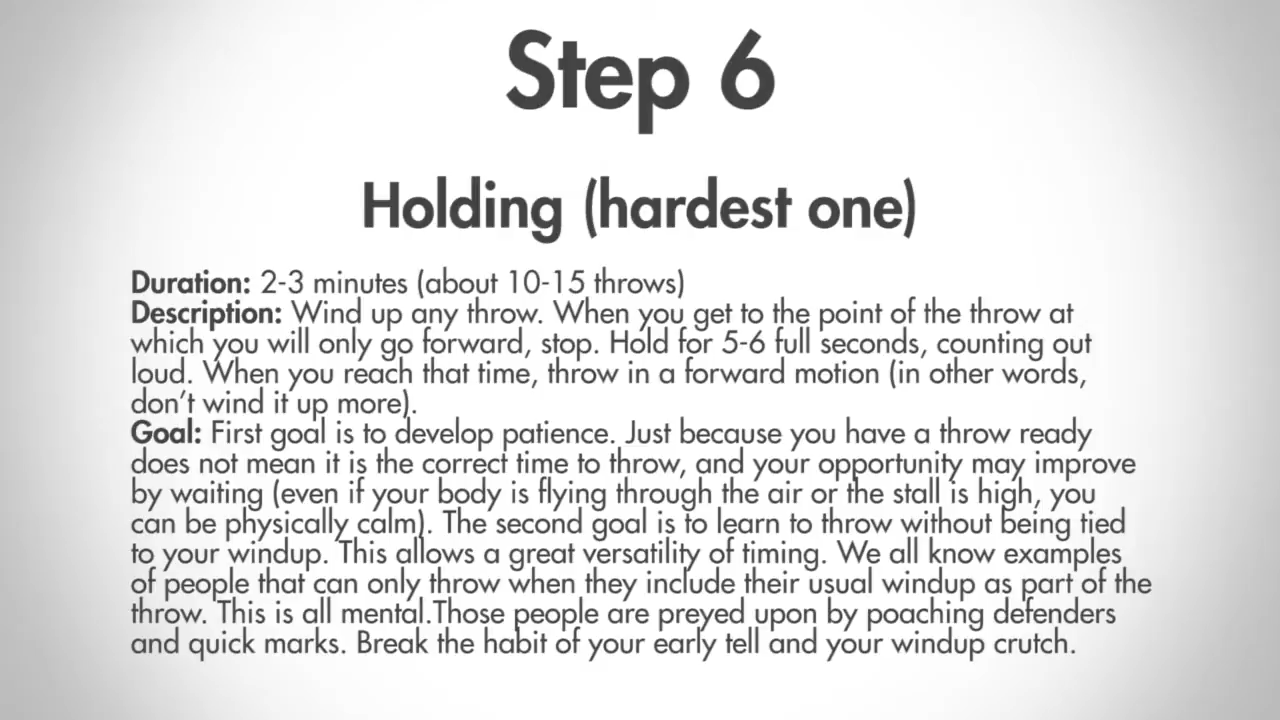 Step 6
Holding (hardest one)
Duration: 2-3 minutes (about 10-15 throws)
Description: Wind up any throw. When you get to the point of the throw at
which you will only go forward, stop. Hold for 5-6 full seconds, counting out
loud. When you reach that time, throw in a forward motion (in other words,
don't wind it up more).
Goal: First goal is to develop patience. Just because you have a throw ready
does not mean it is the correct time to throw, and your opportunity may improve
by waiting (even if your body is flying through the air or the stall is high, you
can be physically calm). The second goal is to learn to throw without being tied
to your windup. This allows a great versatility of timing. We all know examples
of people that can only throw when they include their usual windup as part of the
throw. This is all mental.Those people are preyed upon by poaching defenders
and quick marks. Break the habit of your early tell and your windup crutch.